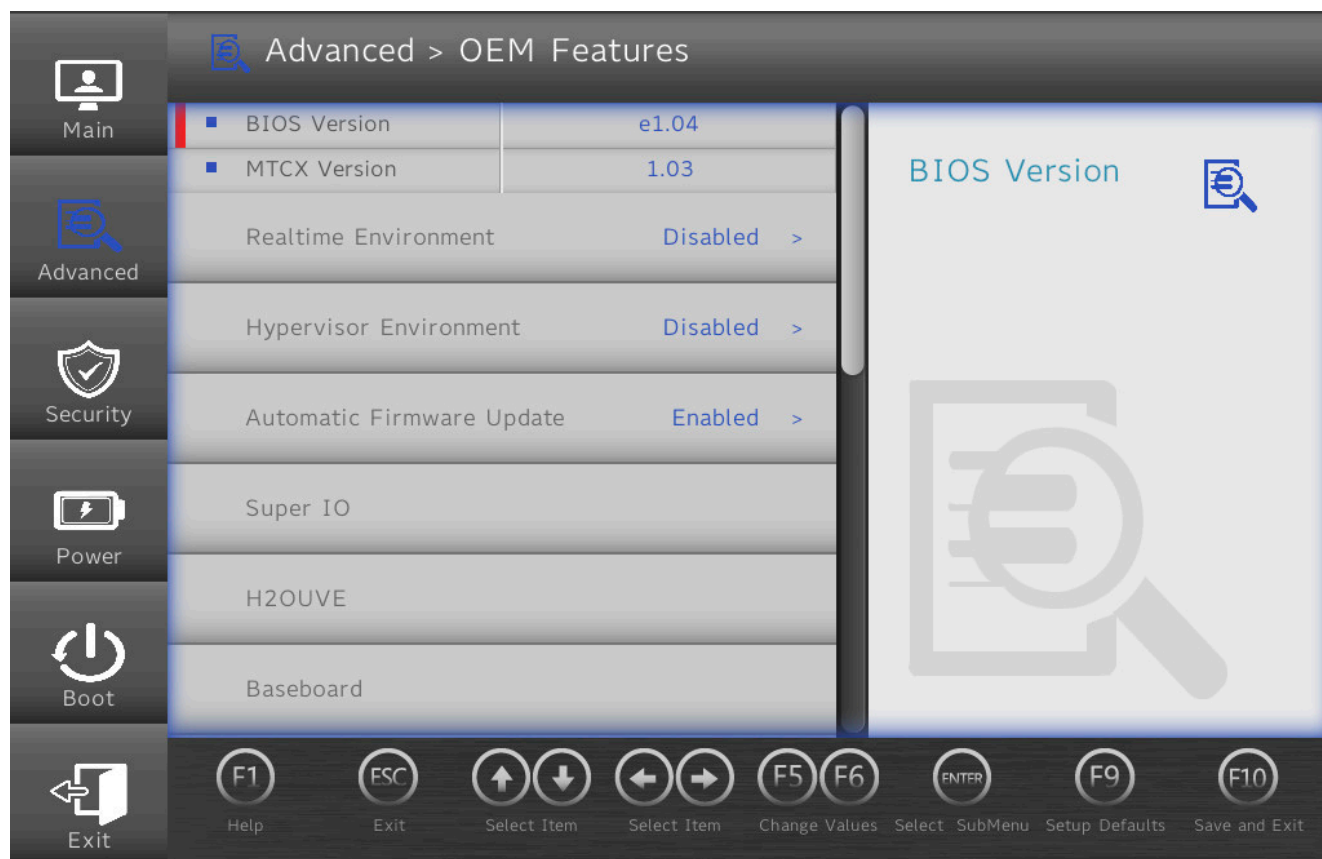 Advanced > OEM Features
Main
Advanced
Security
Power
Boot
Exit
BIOS Version e1.04
MTCX Version 1.03
Realtime Environment Disabled >
Hypervisor Environment Disabled >
Automatic Firmware Update Enabled >
Super IO
H2OUVE
Baseboard
BIOS Version
F1 ESC F5 F6 ENTER F9 F10
Help Exit Select Item Select Item Change Values Select SubMenu Setup Defaults Save and Exit